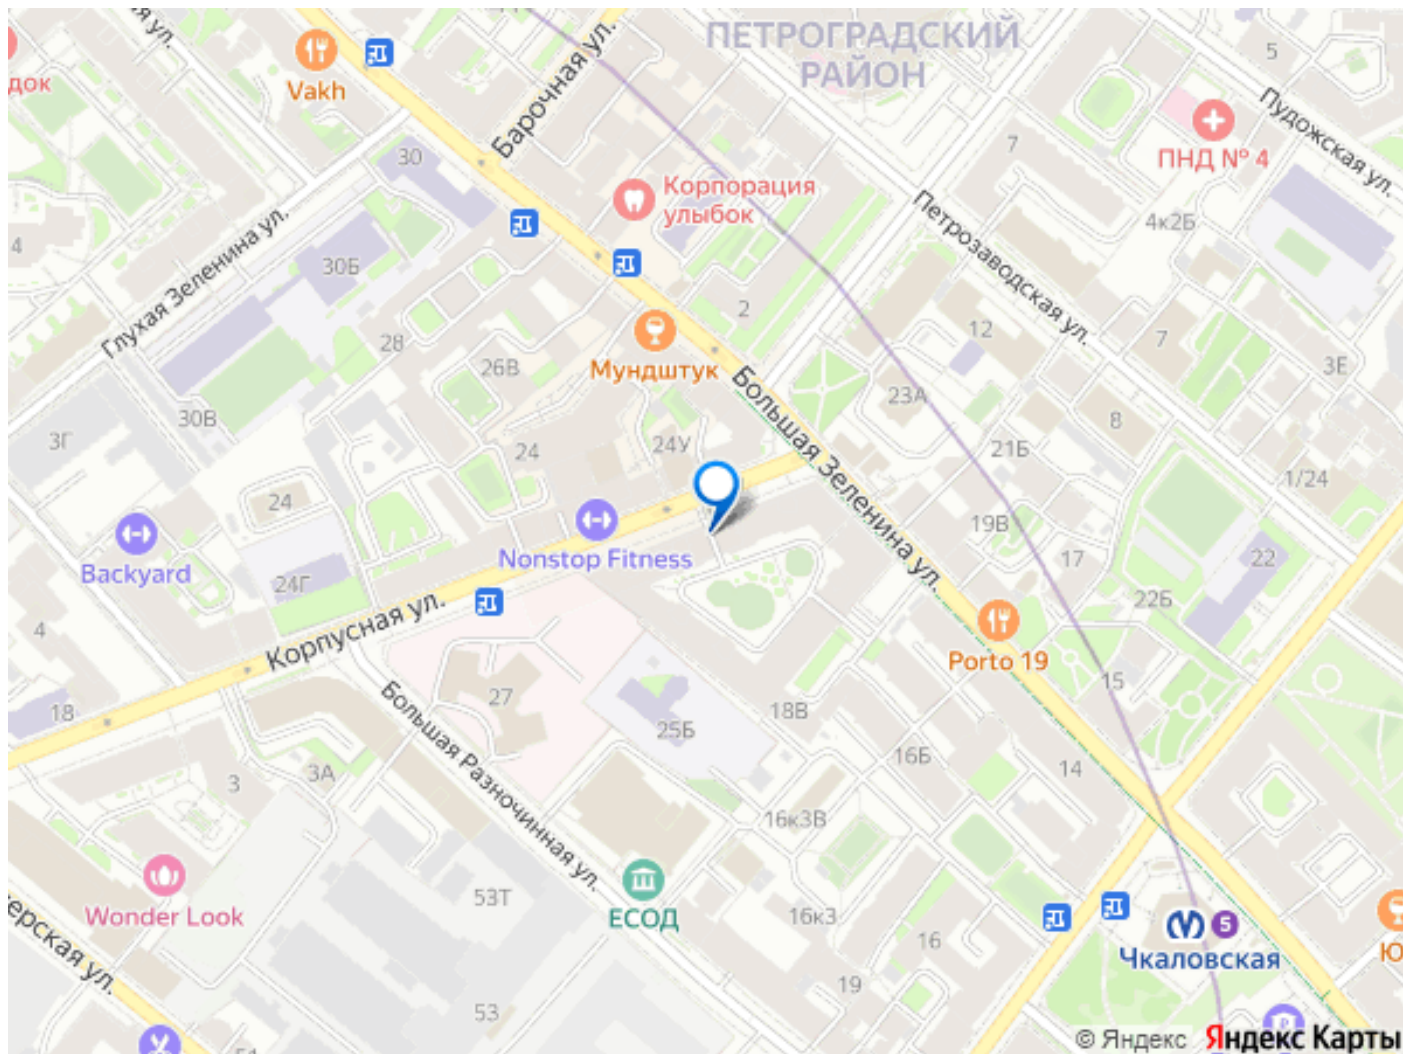 ПЕТРОГРАДСКИЙ
РАЙОН
Vakh
Барочная ул.
5
Пудожская ул.
док
30
7
ПНД № 4
Корпорация
улыбок
Петрозаводская ул.
4к2Б
4
Глухая Зеленина ул.
30Б
2
12
7
28
Мундштук
26В
Большая Зеленина ул.
3Е
23А
30В
8
3Г
24
24У
21Б
1/24
24
19В
Nonstop Fitness
17
22
Backyard
24Г
22Б
Корпусная ул.
4
Porto 19
15
27
Большая Разночинная ул.
18
25Б
18В
16Б
14
3
3А
16к3В
Wonder Look
53Т
ЕСОД
16к3
16
5
Чкаловская
Ю
19
53
51
© Яндекс
Яндекс Карты